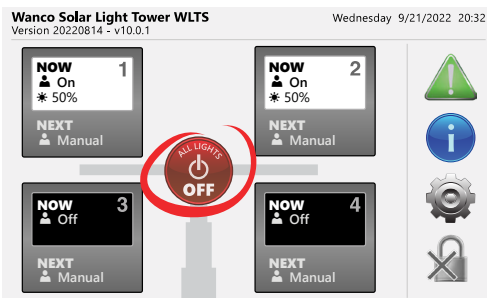 Wanco Solar Light Tower WLTS
Version 20220814 - v10.0.1
Wednesday 9/21/2022 20:32
NOW 1
On
50%
NEXT
Manual
NOW 2
On
50%
NEXT
Manual
ALL LIGHTS
OFF
NOW 3
Off
NEXT
Manual
NOW 4
Off
NEXT
Manual